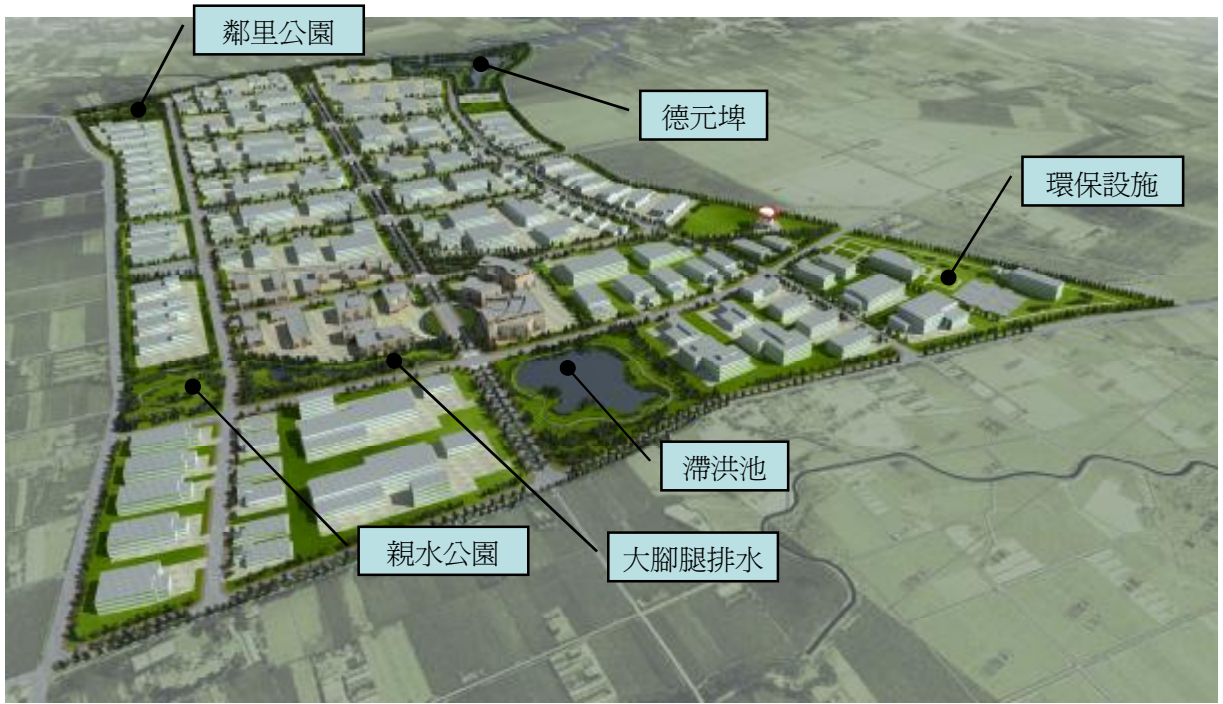 鄰里公園
德元埤
環保設施
滯洪池
親水公園
大腳腿排水